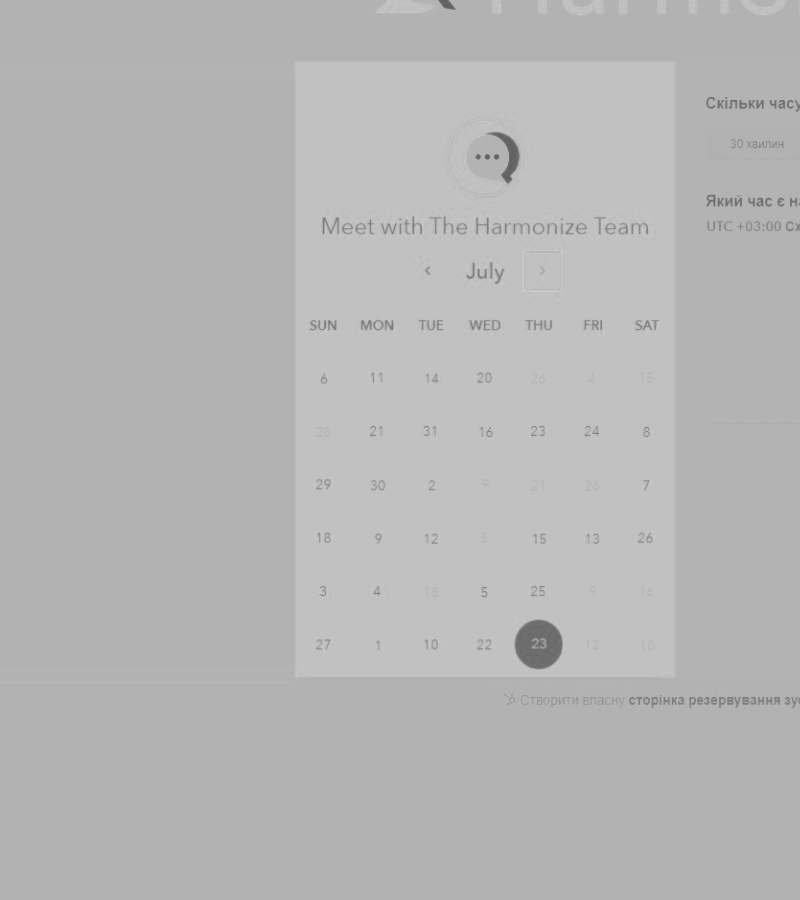 Harmo
Скільки часу
30 хвилин
Meet with The Harmonize Team
Який час є н
UTC +03:00 Сх
July
SUN MON TUE WED THU FRI SAT
6 11 14 20 26 4 15
28 21 31 16 23 24 8
29 30 2 9 21 26 7
18 9 12 5 15 13 26
3 4 18 5 25 9 16
27 1 10 22 23 12 10
Створити власну сторінка резервування зус